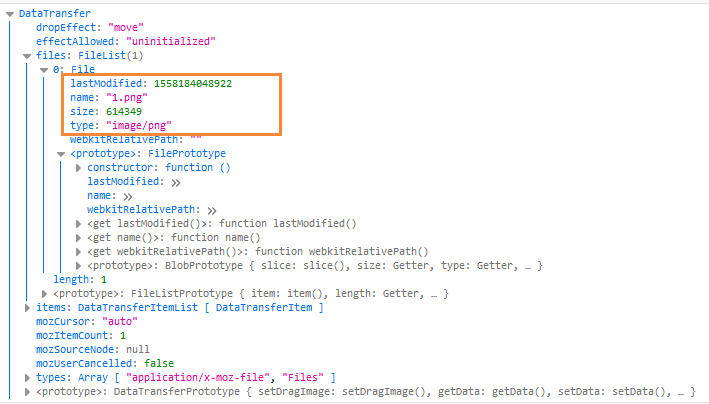 DataTransfer
dropEffect: "move"
effectAllowed: "uninitialized"
files: FileList(1)
0: File
lastModified: 1558184048922
name: "1.png"
size: 614349
type: "image/png"
webkitRelativePath: ""
<prototype>: FilePrototype
constructor: function ()
lastModified: »
name: »
webkitRelativePath: »
<get lastModified()>: function lastModified()
<get name()>: function name()
<get webkitRelativePath()>: function webkitRelativePath()
<prototype>: BlobPrototype { slice: slice(), size: Getter, type: Getter, … }
length: 1
<prototype>: FileListPrototype { item: item(), length: Getter, … }
items: DataTransferItemList [ DataTransferItem ]
mozCursor: "auto"
mozItemCount: 1
mozSourceNode: null
mozUserCancelled: false
types: Array [ "application/x-moz-file", "Files" ]
<prototype>: DataTransferPrototype { setDragImage: setDragImage(), getData: getData(), setData: setData(), … }